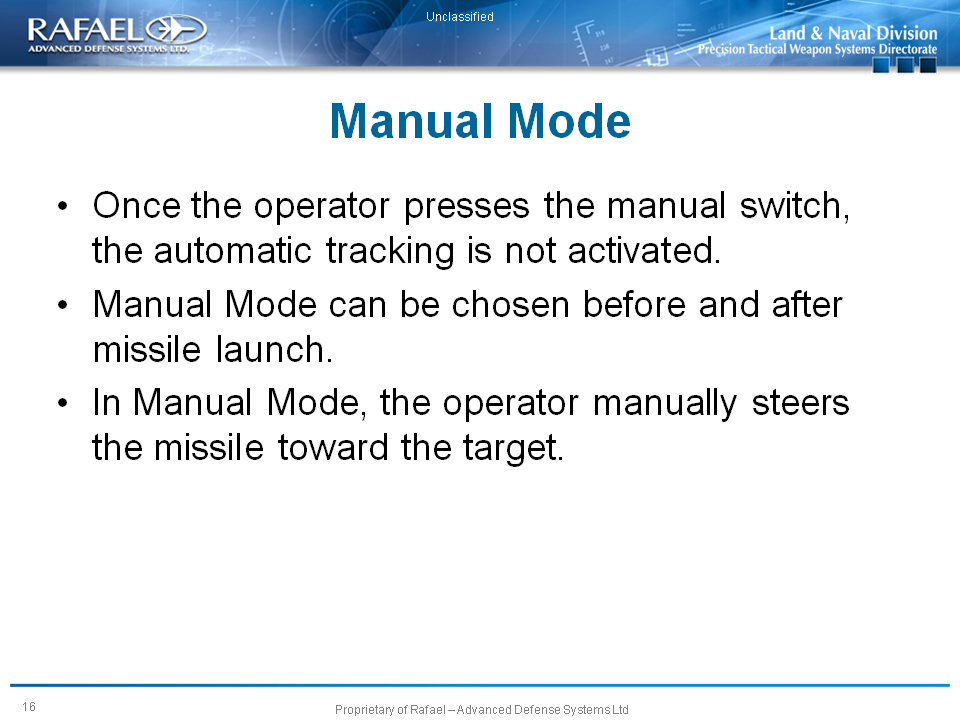 Unclassified
RAFAEL
ADVANCED DEFENSE SYSTEMS LTD.
Land & Naval Division
Precision Tactical Weapon Systems Directorate
Manual Mode
• Once the operator presses the manual switch,
the automatic tracking is not activated.
• Manual Mode can be chosen before and after
missile launch.
• In Manual Mode, the operator manually steers
the missile toward the target.
16
Proprietary of Rafael – Advanced Defense Systems Ltd